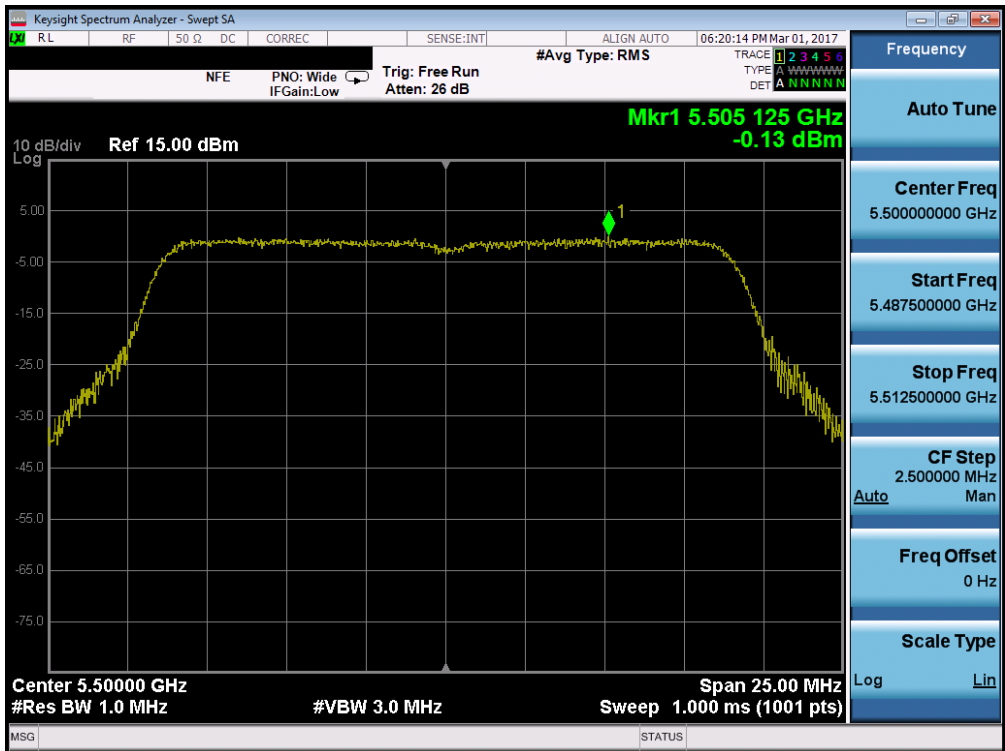 Keysight Spectrum Analyzer - Swept SA
LXI RL RF 50 Ω DC CORREC SENSE:INT ALIGN AUTO 06:20:14 PM Mar 01, 2017
#Avg Type: RMS
TRACE 1 2 3 4 5 6
TYPE A WWWWW
DET A N N N N N
NFE PNO: Wide Trig: Free Run
IFGain:Low Atten: 26 dB
Mkr1 5.505 125 GHz
-0.13 dBm
10 dB/div Ref 15.00 dBm
Log
1
5.00
-5.00
-15.0
-25.0
-35.0
-45.0
-55.0
-65.0
-75.0
Center 5.50000 GHz Span 25.00 MHz
#Res BW 1.0 MHz #VBW 3.0 MHz Sweep 1.000 ms (1001 pts)
MSG STATUS
Frequency
Auto Tune
Center Freq
5.500000000 GHz
Start Freq
5.487500000 GHz
Stop Freq
5.512500000 GHz
CF Step
2.500000 MHz
Auto Man
Freq Offset
0 Hz
Scale Type
Log Lin